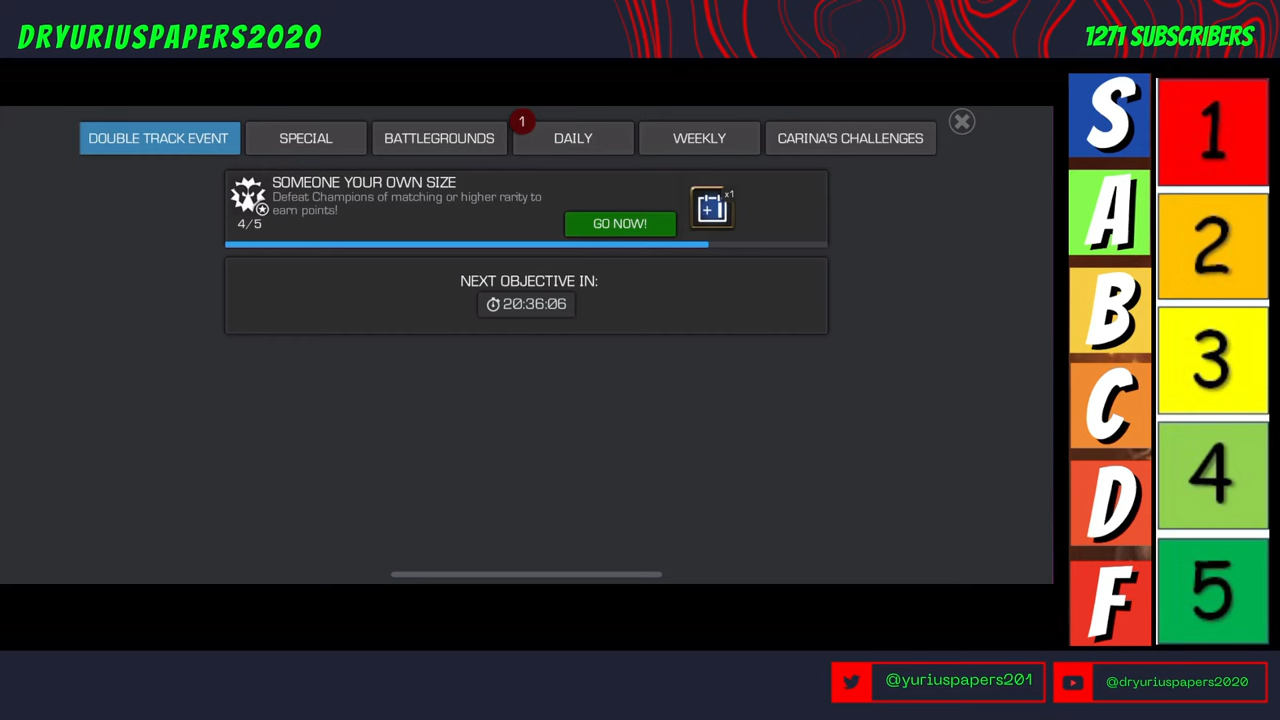 DRYURIUSPAPERS2020
1271 SUBSCRIBERS
DOUBLE TRACK EVENT
SPECIAL
BATTLEGROUNDS
1
DAILY
WEEKLY
CARINA'S CHALLENGES
SOMEONE YOUR OWN SIZE
Defeat Champions of matching or higher rarity to
earn points!
4/5
GO NOW!
x1
NEXT OBJECTIVE IN:
20:36:06
S
A
B
C
D
F
1
2
3
4
5
@yuriuspapers201
@dryuriuspapers2020